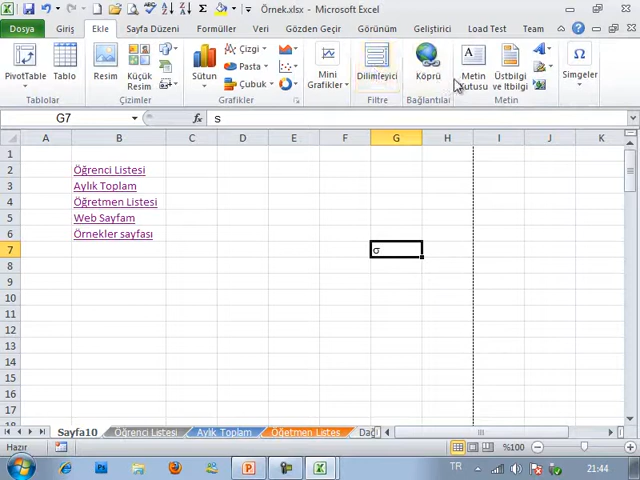 Örnek.xlsx - Microsoft Excel
Dosya Giriş Ekle Sayfa Düzeni Formüller Veri Gözden Geçir Görünüm Geliştirici Load Test Team
PivotTable Tablo Resim Küçük Resim Sütun Çizgi Pasta Çubuk Mini Grafikler Dilimleyici Köprü Metin Kutusu Üstbilgi ve Altbilgi Simgeler
Tablolar Çizimler Grafikler Filtre Bağlantılar Metin
G7 fx s
A B C D E F G H I J K
1
2 Öğrenci Listesi
3 Aylık Toplam
4 Öğretmen Listesi
5 Web Sayfam
6 Örnekler sayfası
7 σ
8
9
10
11
12
13
14
15
16
17
Sayfa10 Öğrenci Listesi Aylık Toplam Öğetmen Listes
Hazır %100
TR 21:44